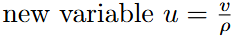 new variable u = v/ρ